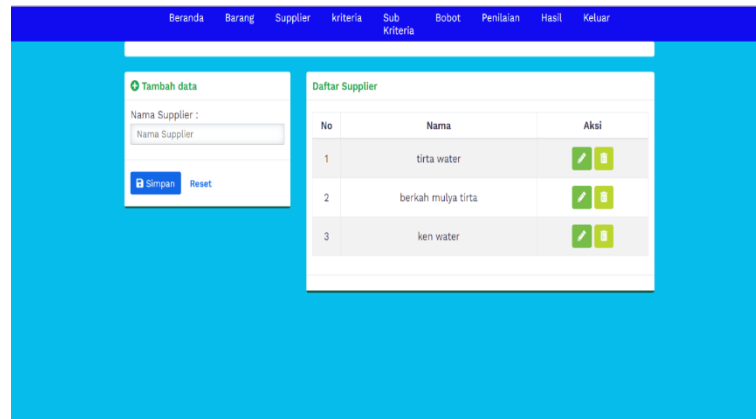 Beranda Barang Supplier kriteria Sub Kriteria Bobot Penilaian Hasil Keluar
Tambah data
Nama Supplier :
Nama Supplier
Simpan Reset
Daftar Supplier
No Nama Aksi
1 tirta water
2 berkah mulya tirta
3 ken water